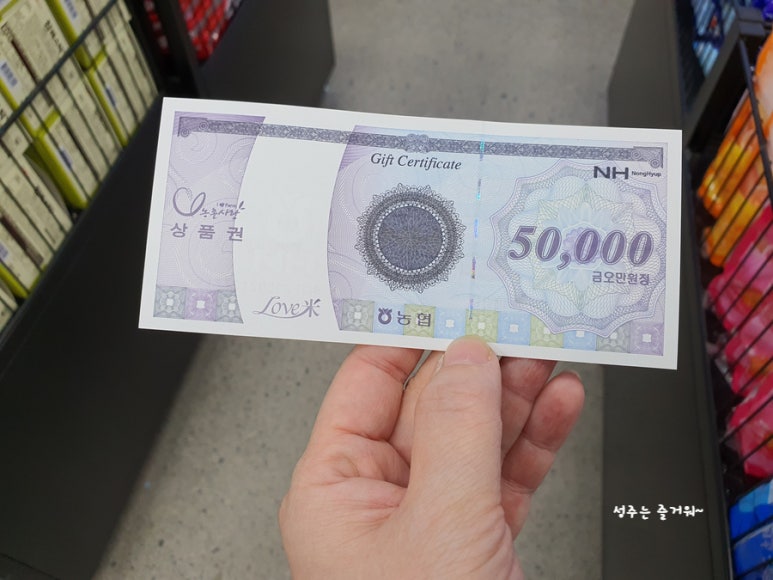 Gift Certificate
NH NongHyup
농촌사랑
상품권
50,000
금오만원정
Love米
농협
성주는 즐거워~